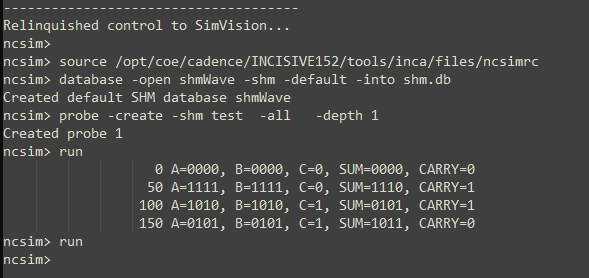 ------------------------------------
Relinquished control to SimVision...
ncsim>
ncsim> source /opt/coe/cadence/INCISIVE152/tools/inca/files/ncsimrc
ncsim> database -open shmWave -shm -default -into shm.db
Created default SHM database shmWave
ncsim> probe -create -shm test  -all   -depth 1
Created probe 1
ncsim> run
                   0 A=0000, B=0000, C=0, SUM=0000, CARRY=0
                  50 A=1111, B=1111, C=0, SUM=1110, CARRY=1
                 100 A=1010, B=1010, C=1, SUM=0101, CARRY=1
                 150 A=0101, B=0101, C=1, SUM=1011, CARRY=0
ncsim> run
ncsim>